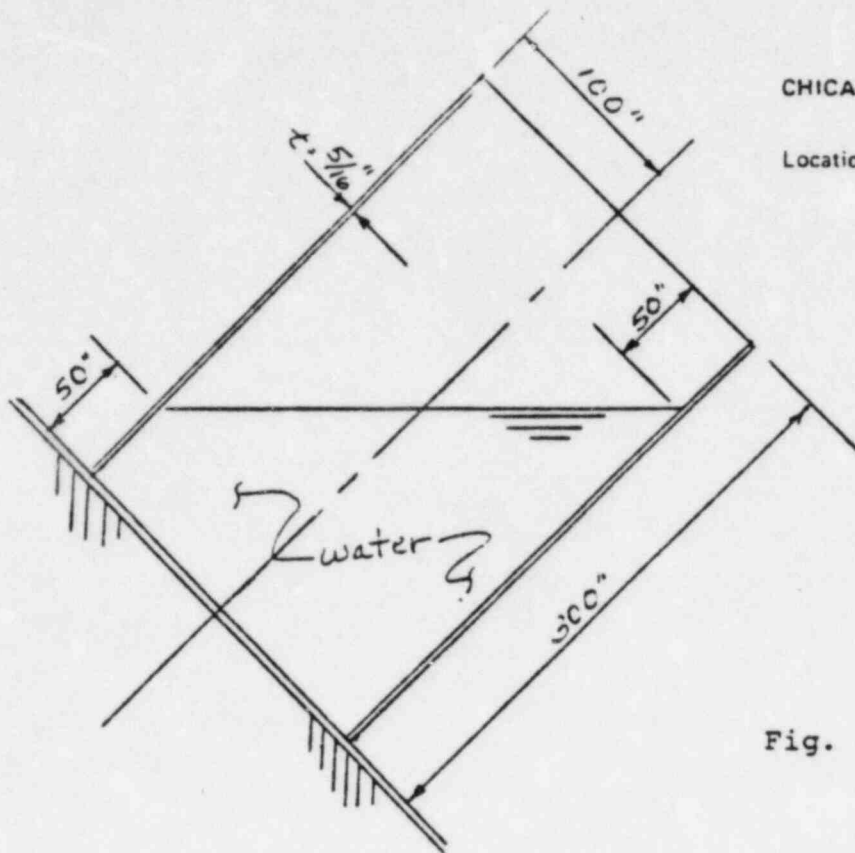 100"
CHICA
t = 5/16"
Locatio
50"
50"
water
300"
Fig.